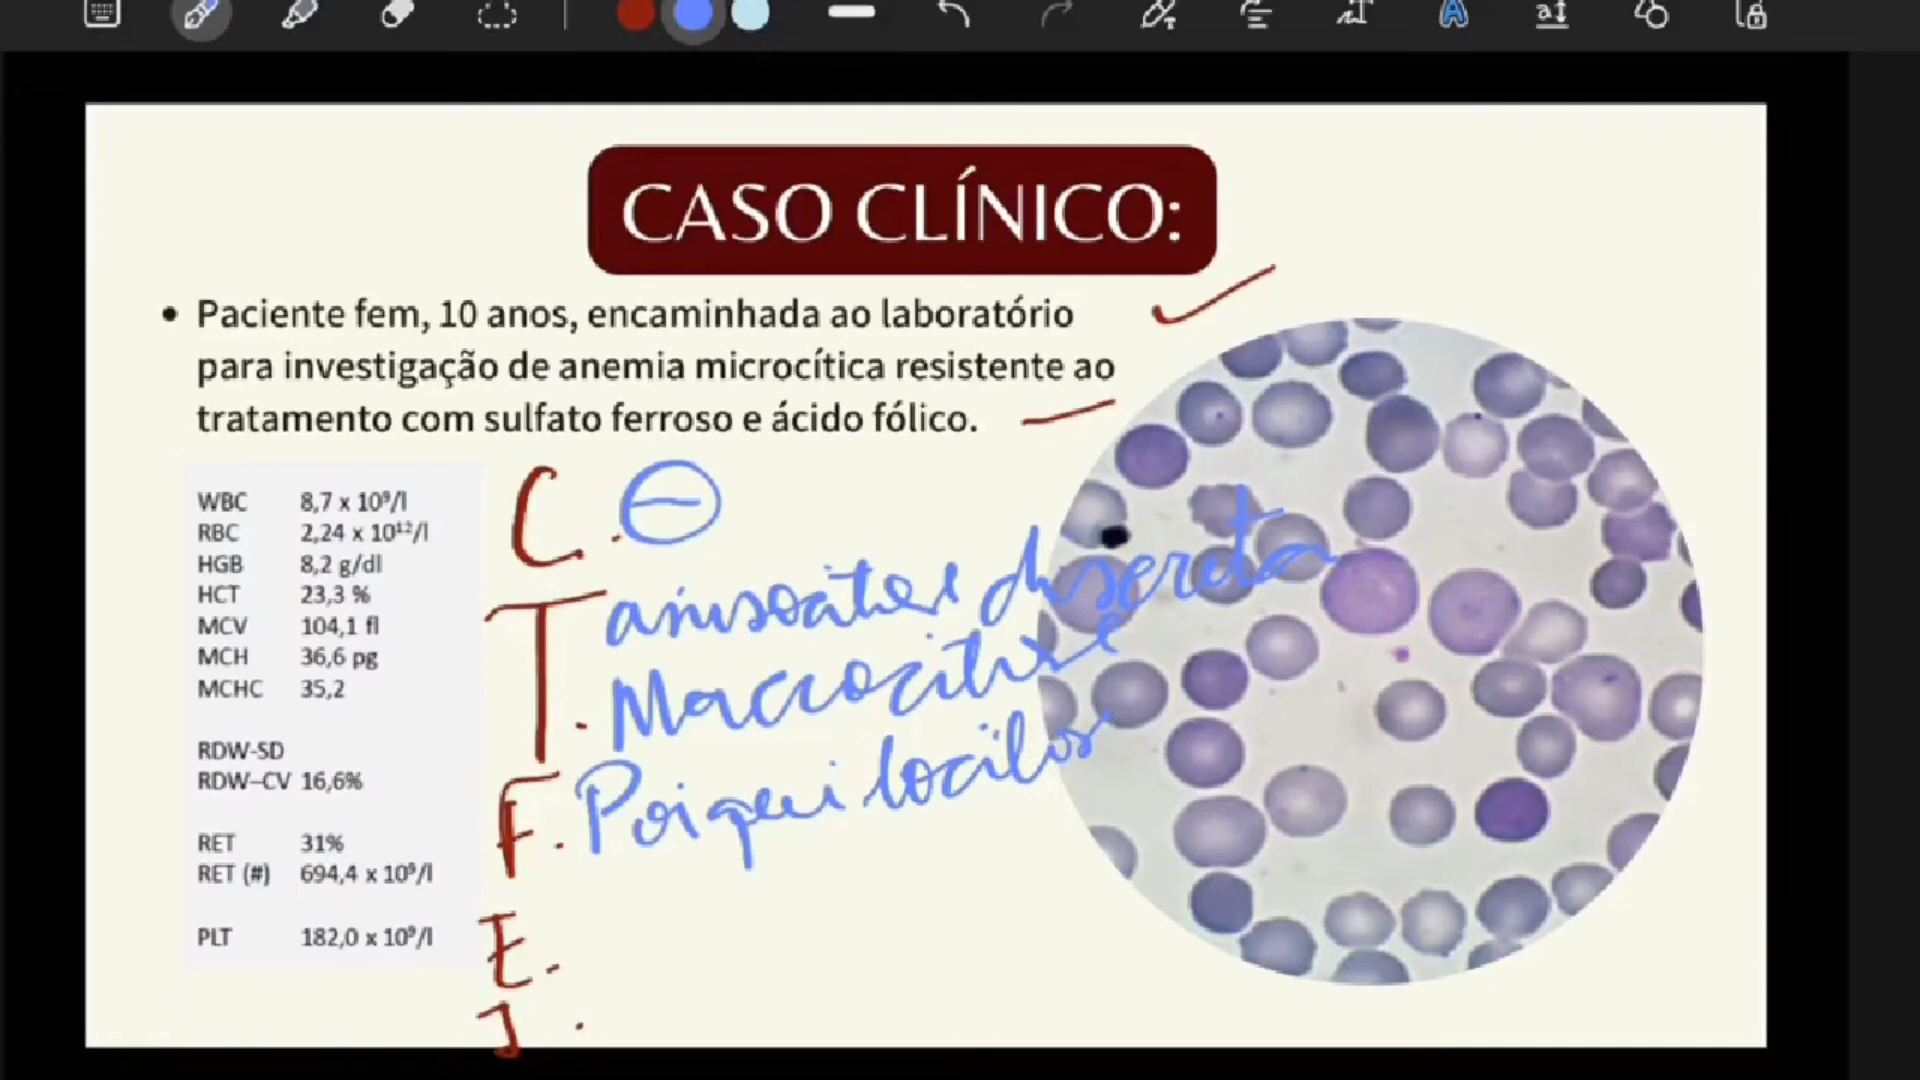 CASO CLÍNICO:
• Paciente fem, 10 anos, encaminhada ao laboratório
para investigação de anemia microcítica resistente ao
tratamento com sulfato ferroso e ácido fólico.
WBC 8,7 x 10⁹/l
RBC 2,24 x 10¹²/l
HGB 8,2 g/dl
HCT 23,3 %
MCV 104,1 fl
MCH 36,6 pg
MCHC 35,2
RDW-SD
RDW-CV 16,6%
RET 31%
RET (#) 694,4 x 10⁹/l
PLT 182,0 x 10⁹/l
C.
T. discreta
F.
E.
I.